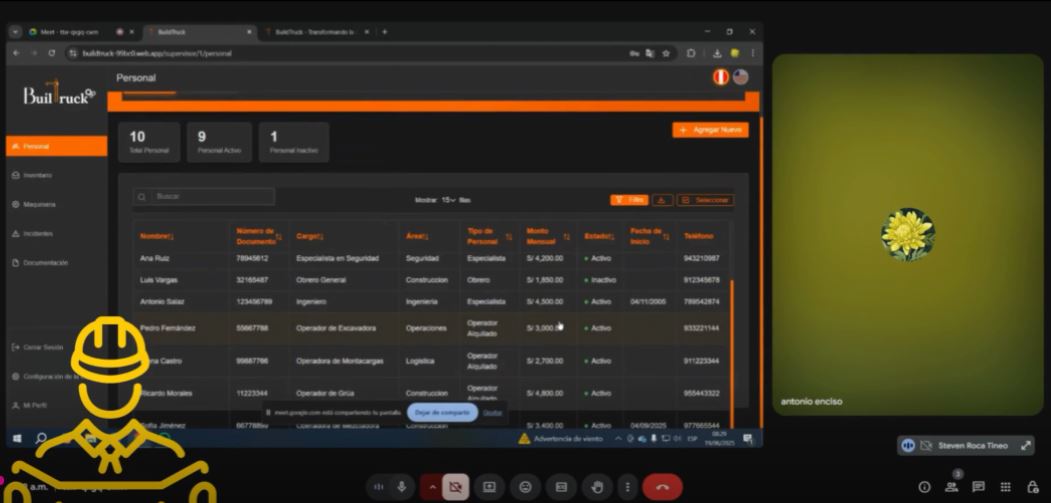 Meet - tbr-qrgq-cwm
BuildTruck
BuildTruck - Transformando la
buildtruck-99bc0.web.app/supervisor/1/personal
BuilTruck
Personal
10
Total Personal
9
Personal Activo
1
Personal Inactivo
+ Agregar Nuevo
Personal
Inventario
Maquinaria
Incidentes
Documentación
Cerrar Sesión
Configuración de la
Mi Perfil
Buscar
Mostrar: 15 filas
Filtro
Seleccionar
Nombre Número de Documento Cargo Área Tipo de Personal Monto Mensual Estado Fecha de Inicio Teléfono
Ana Ruiz 78945612 Especialista en Seguridad Seguridad Especialista S/ 4,200.00 Activo 943210987
Luis Vargas 32165487 Obrero General Construccion Obrero S/ 1,850.00 Inactivo 912345678
Antonio Salaz 123456789 Ingeniero Ingenieria Especialista S/ 4,500.00 Activo 04/11/2005 789542874
Pedro Fernández 55667788 Operador de Excavadora Operaciones Operador Alquilado S/ 3,000.00 Activo 933221144
na Castro 99887766 Operadora de Montacargas Logística Operador Alquilado S/ 2,700.00 Activo 911223344
Ricardo Morales 11223344 Operador de Grúa Construccion Operador Alquilado S/ 4,800.00 Activo 955443322
Sofía Jiménez 66778899 Operadora de Mezcladora Construccion Operador S/ 3,400.00 Activo 04/09/2025 977665544
meet.google.com está compartiendo tu pantalla.
Dejar de compartir
Ocultar
Advertencia de viento
ESP
08:29
19/06/2025
antonio enciso
Steven Roca Tineo
a.m.
3